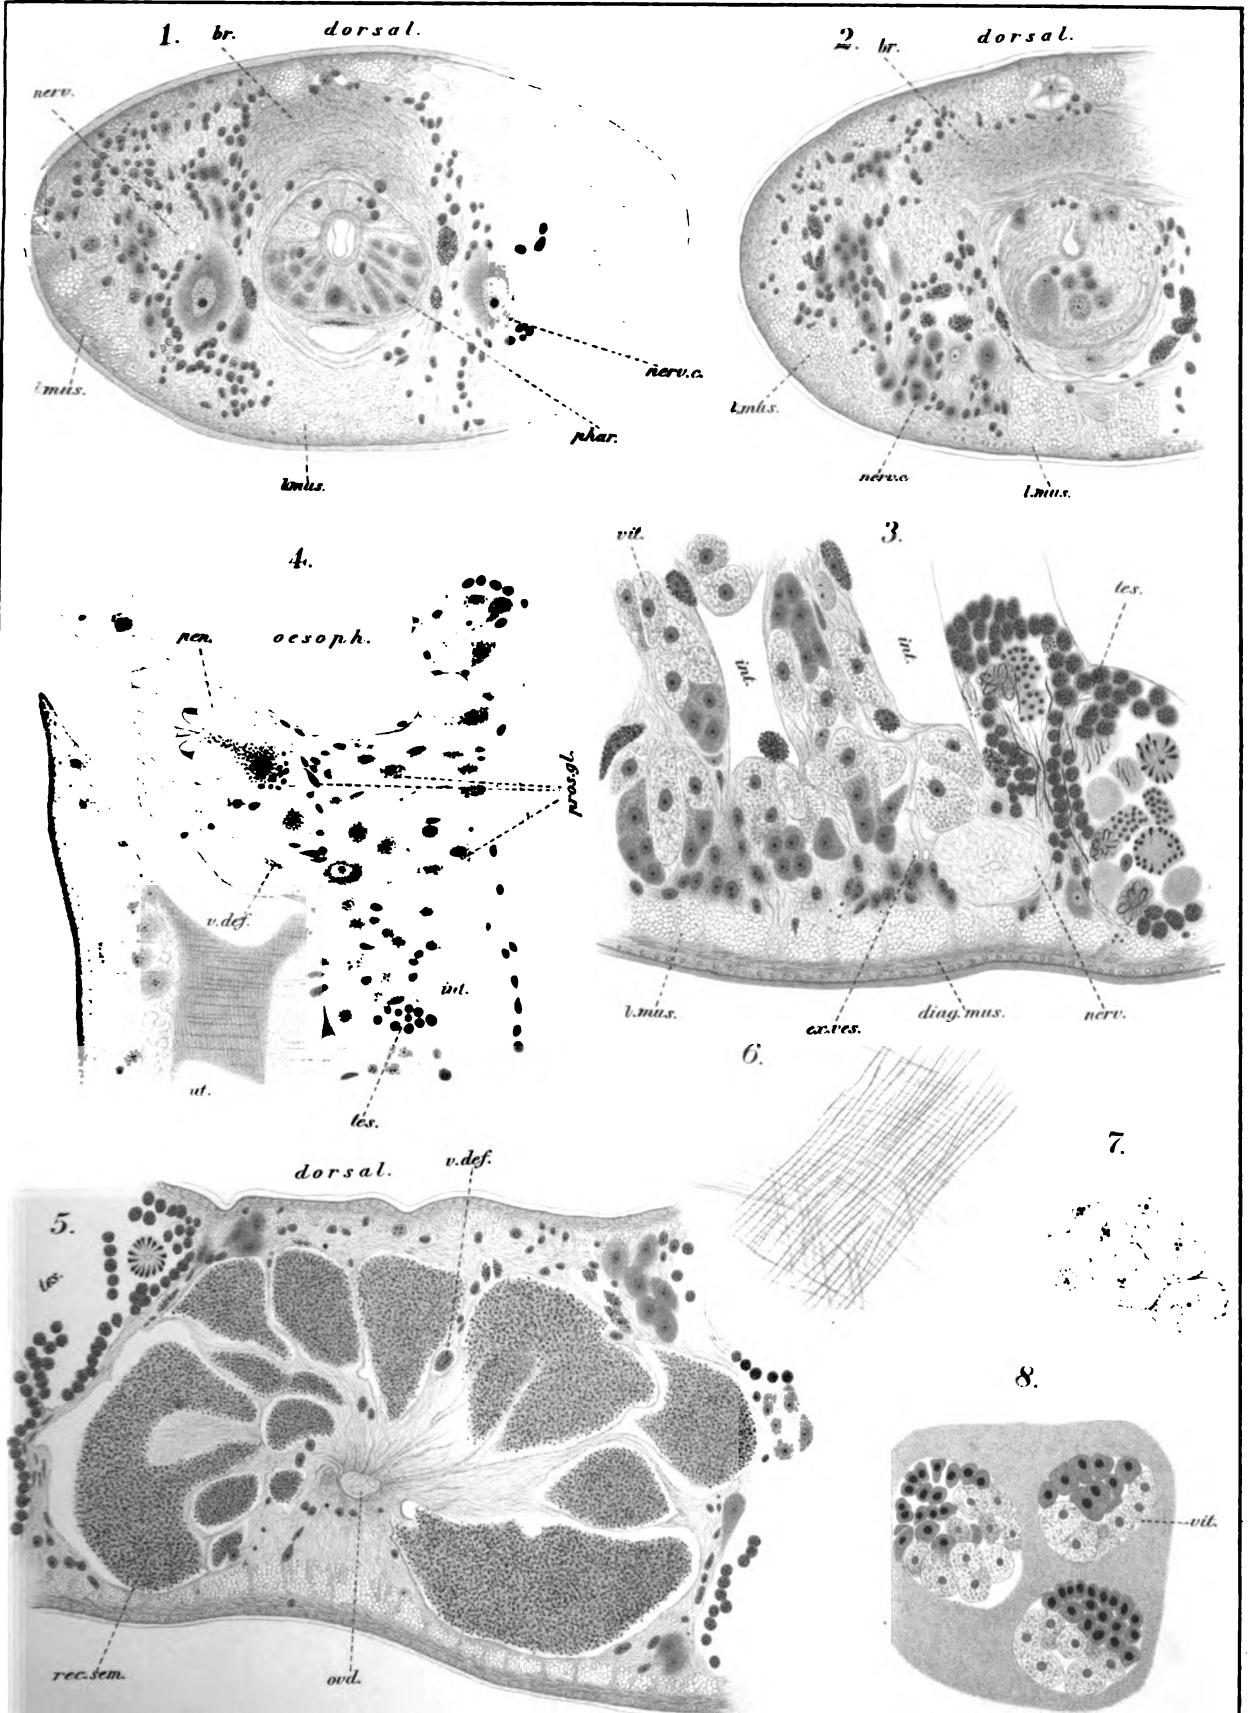 1.
br.
dorsal.
nerv.
l.mus.
nerv.c.
phar.
l.mus.
2.
br.
dorsal.
l.mus.
nerv.c
l.mus.
3.
vit.
tes.
int.
int.
l.mus.
ex.ves.
diag.mus.
nerv.
4.
pen.
oesoph.
pros.gl.
v.def.
int.
ut.
tes.
5.
dorsal.
v.def.
tes.
rec.sem.
ovd.
6.
7.
8.
vit.